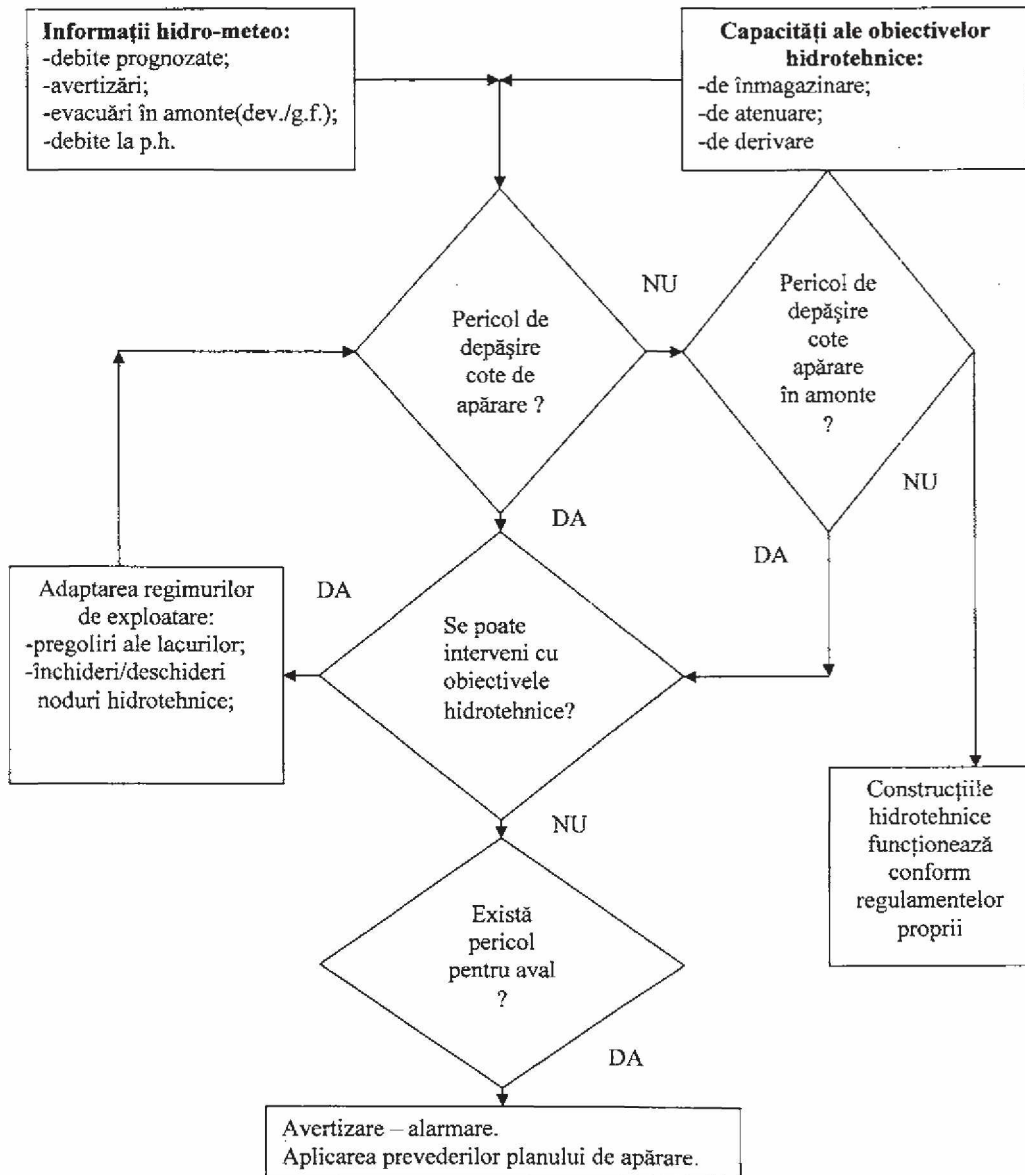 Informații hidro-meteo:
-debite prognozate;
-avertizări;
-evacuări în amonte(dev./g.f.);
-debite la p.h.
Capacități ale obiectivelor
hidrotehnice:
-de înmagazinare;
-de atenuare;
-de derivare
Pericol de
depășire
cote de
apărare ?
NU
Pericol de
depășire
cote
apărare
în amonte
?
NU
DA
DA
Adaptarea regimurilor
de exploatare:
-pregoliri ale lacurilor;
-închideri/deschideri
noduri hidrotehnice;
DA
Se poate
interveni cu
obiectivele
hidrotehnice?
NU
Construcțiile
hidrotehnice
funcționează
conform
regulamentelor
proprii
Există
pericol
pentru aval
?
DA
Avertizare – alarmare.
Aplicarea prevederilor planului de apărare.